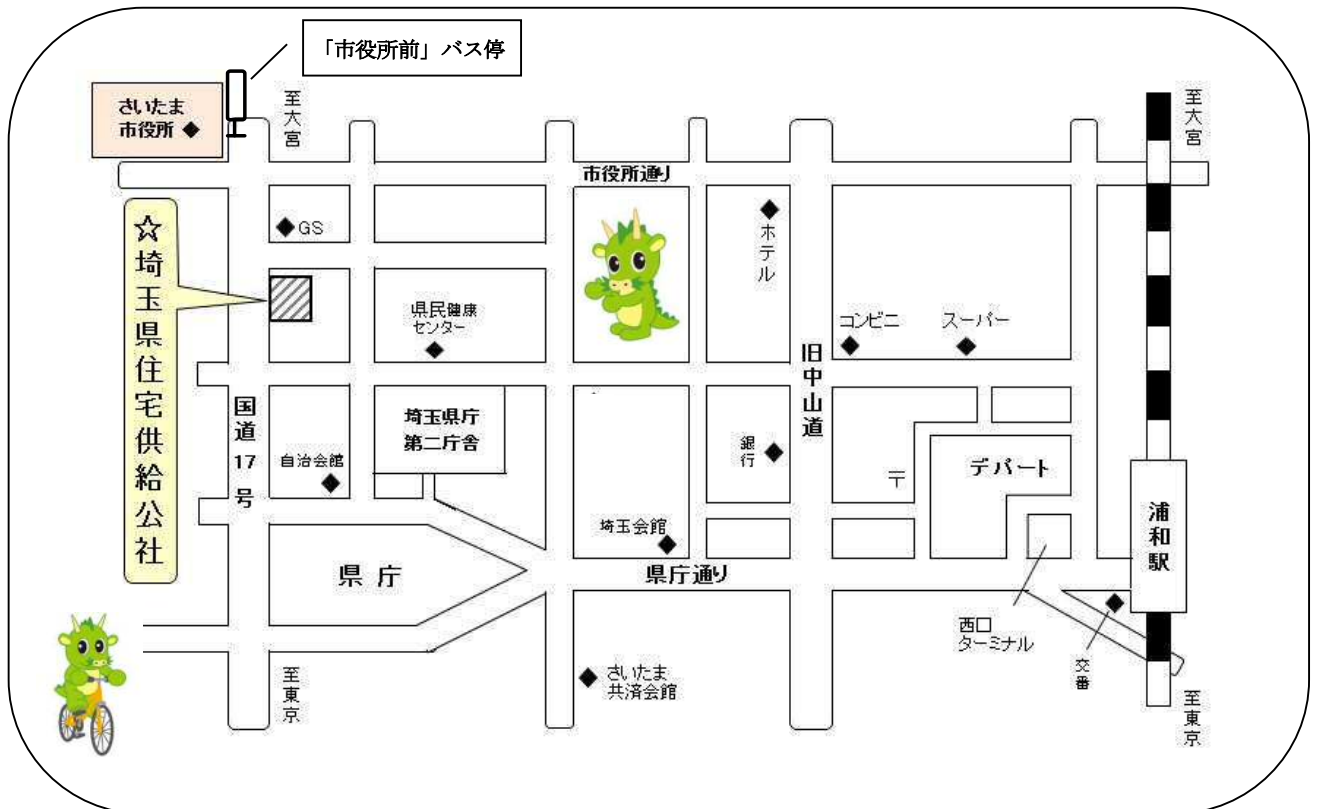 「市役所前」バス停
さいたま
市役所 ◆
至大宮
至大宮
市役所通り
☆埼玉県住宅供給公社
◆GS
◆
ホテル
県民健康
センター
◆
コンビニ
◆
スーパー
◆
旧中山道
国道17号
埼玉県庁
第二庁舎
自治会館
◆
銀行
◆
〒
デパート
埼玉会館
◆
浦和駅
県庁
県庁通り
西口
ターミナル
◆
交番
◆ さいたま
共済会館
至東京
至東京